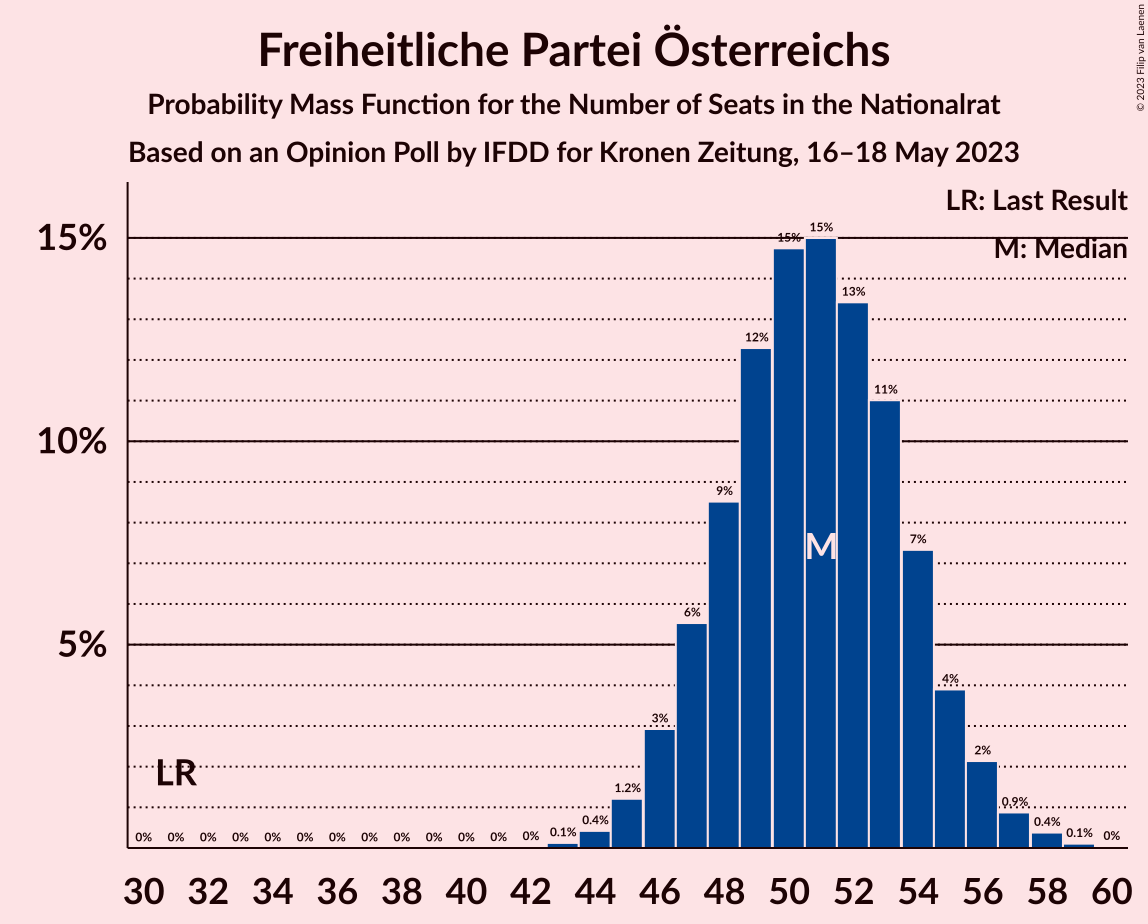 Freiheitliche Partei Österreichs
Probability Mass Function for the Number of Seats in the Nationalrat
Based on an Opinion Poll by IFDD for Kronen Zeitung, 16–18 May 2023
© 2023 Filip van Laenen
LR: Last Result
M: Median
15%
10%
5%
0% 0% 0% 0% 0% 0% 0% 0% 0% 0% 0% 0% 0% 0.1% 0.4% 1.2% 3% 6% 9% 12% 15% 15% 13% 11% 7% 4% 2% 0.9% 0.4% 0.1% 0%
LR
M
30 32 34 36 38 40 42 44 46 48 50 52 54 56 58 60